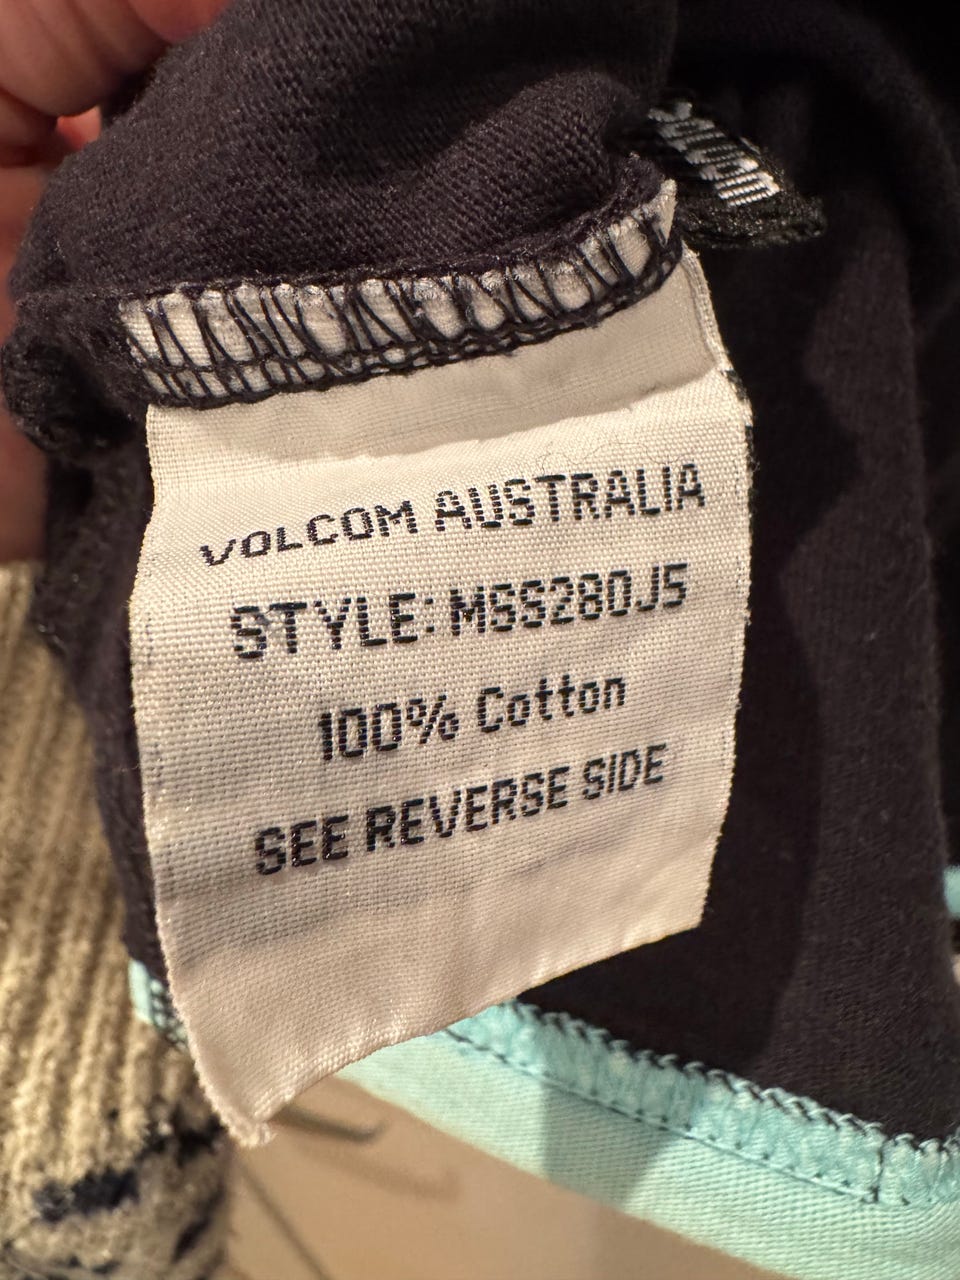 VOLCOM AUSTRALIA
STYLE: MSS280J5
100% Cotton
SEE REVERSE SIDE